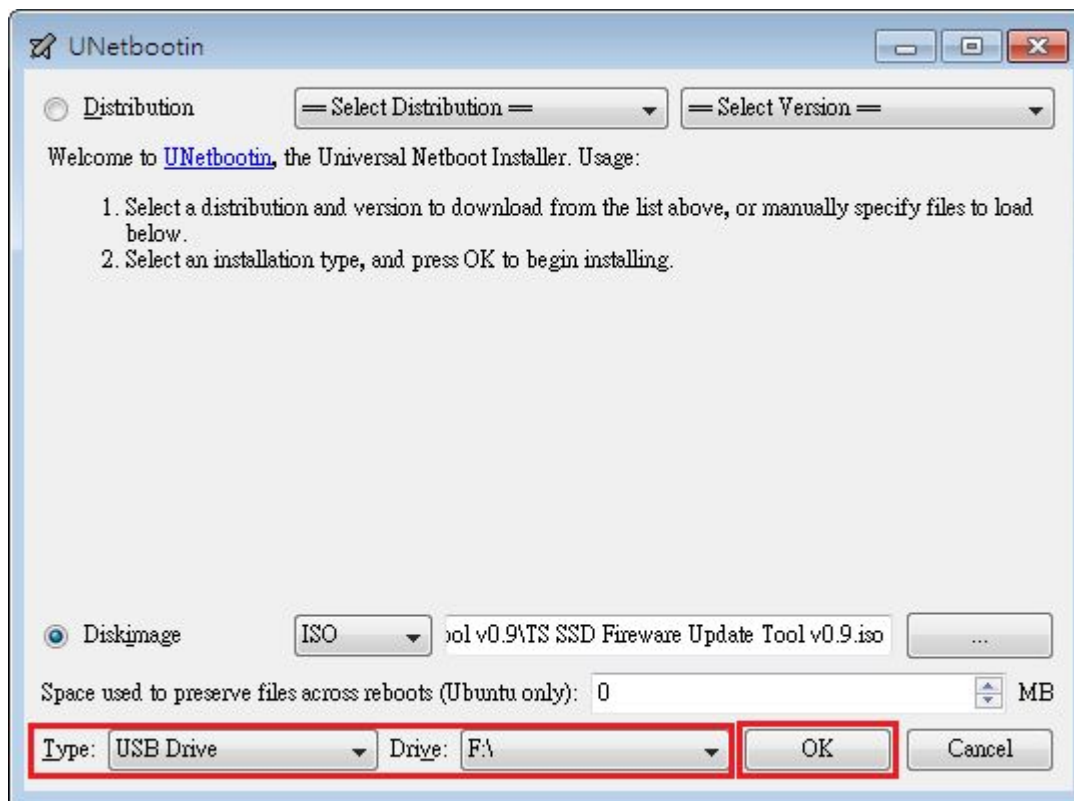 UNetbootin
Distribution == Select Distribution == == Select Version ==
Welcome to UNetbootin, the Universal Netboot Installer. Usage:
1. Select a distribution and version to download from the list above, or manually specify files to load
below.
2. Select an installation type, and press OK to begin installing.
Diskimage ISO ool v0.9\TS SSD Fireware Update Tool v0.9.iso ...
Space used to preserve files across reboots (Ubuntu only): 0 MB
Type: USB Drive Drive: F:\ OK Cancel